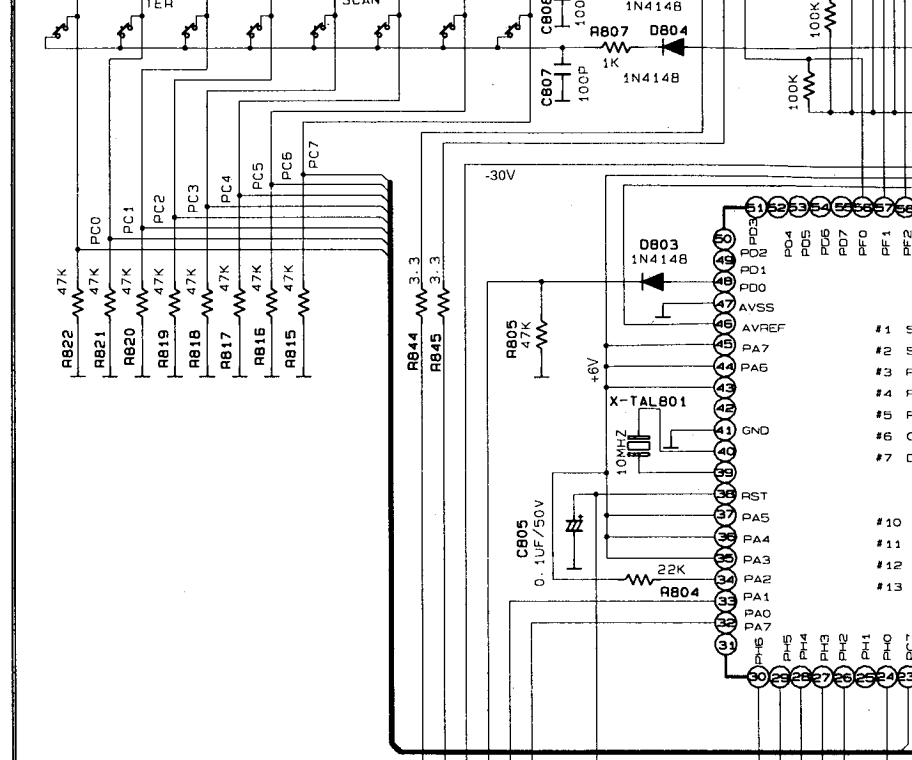 SCAN
C808
1N4148
100K
R807
D804
1K
1N4148
C807
100P
100K
PC7
PC6
PC5
PC4
PC3
PC2
PC1
PC0
-30V
47K
47K
47K
47K
47K
47K
47K
47K
R822
R821
R820
R819
R818
R817
R816
R815
3.3
3.3
R844
R845
D803
1N4148
R805
47K
+6V
X-TAL801
10MHZ
C805
0.1UF/50V
22K
R804
51
52
53
54
55
56
57
58
PD3
PD4
PD5
PD6
PD7
PF0
PF1
PF2
50
PD2
49
PD1
48
PD0
47
AVSS
46
AVREF
45
PA7
44
PA6
43
42
41
GND
40
39
38
RST
37
PA5
36
PA4
35
PA3
34
PA2
33
PA1
PA0
32
PA7
31
#1
#2
#3
#4
#5
#6
#7
#10
#11
#12
#13
PH6
PH5
PH4
PH3
PH2
PH1
PH0
PC7
30
29
28
27
26
25
24
23